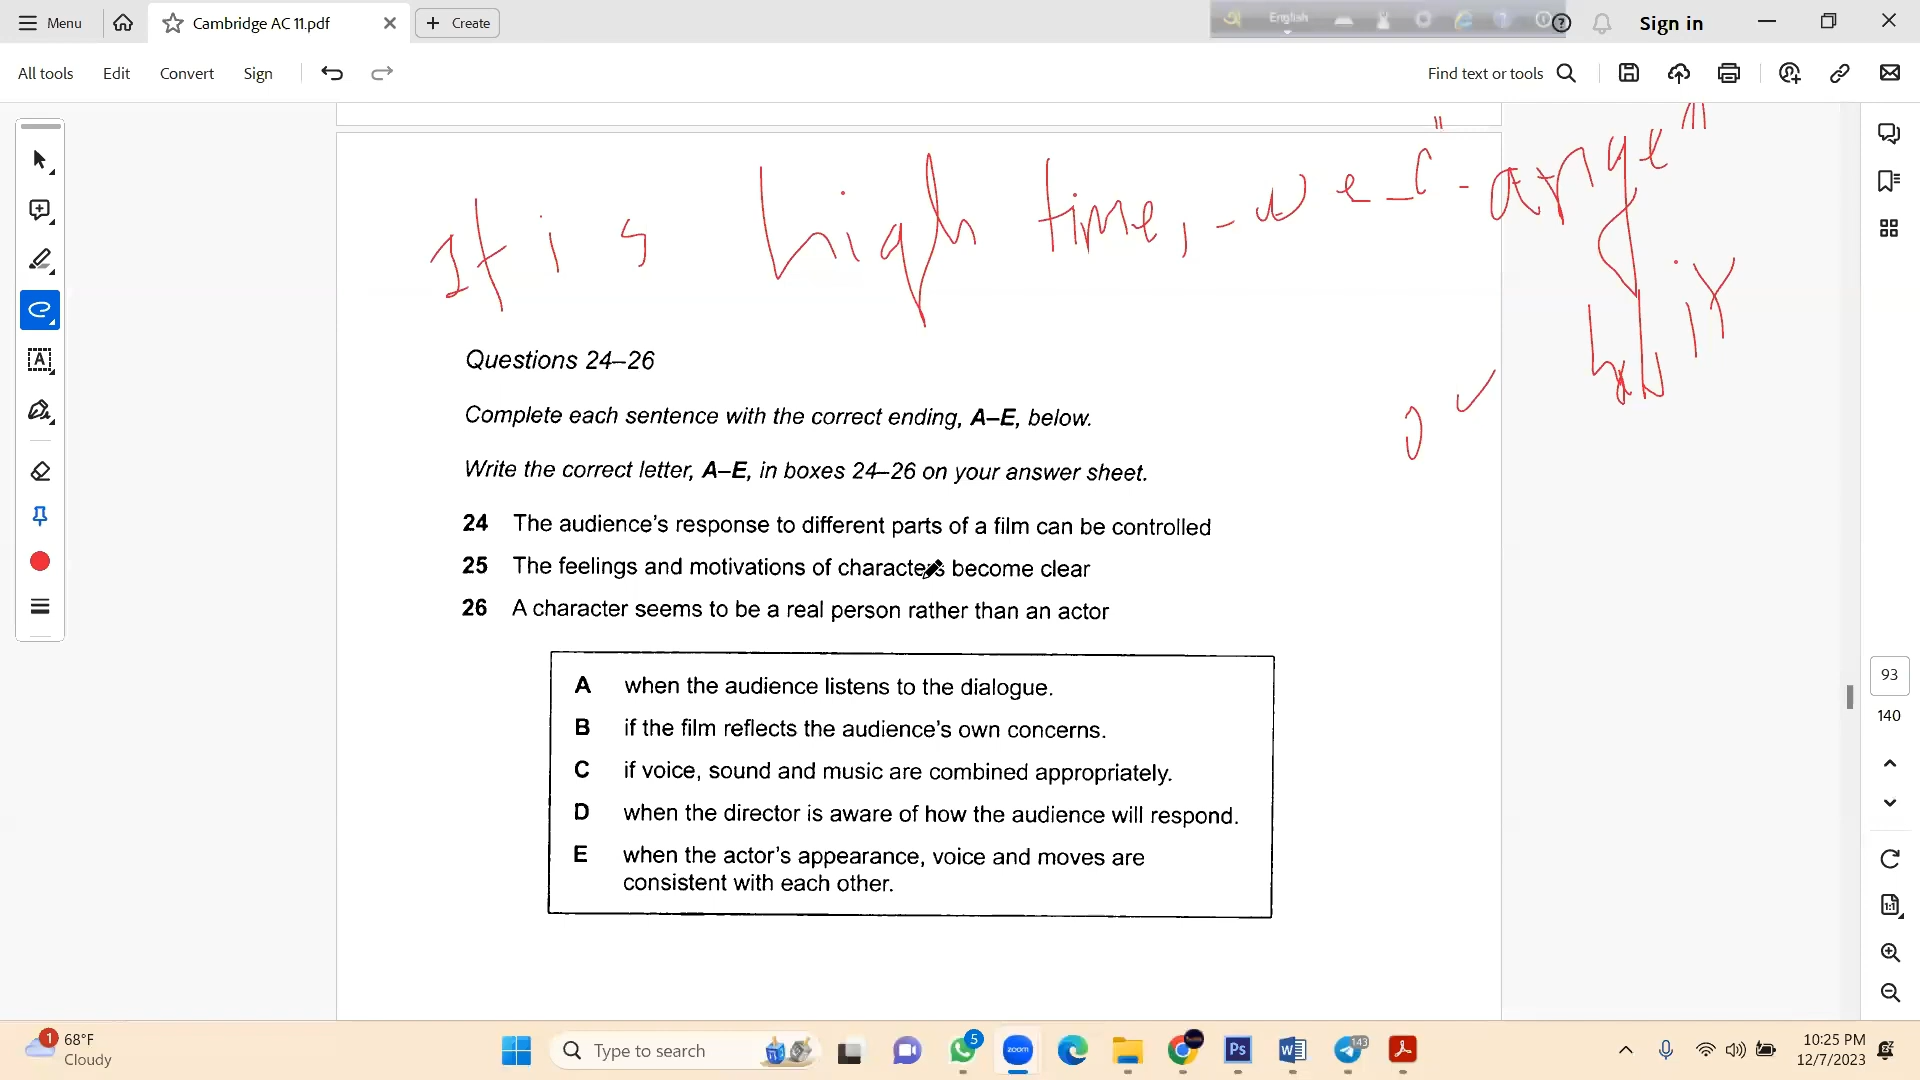 Menu
Cambridge AC 11.pdf
Create
English
Sign in
All tools
Edit
Convert
Sign
Find text or tools
It is high time,
Questions 24–26
Complete each sentence with the correct ending, A–E, below.
Write the correct letter, A–E, in boxes 24–26 on your answer sheet.
24 The audience's response to different parts of a film can be controlled
25 The feelings and motivations of characters become clear
26 A character seems to be a real person rather than an actor
A when the audience listens to the dialogue.
B if the film reflects the audience's own concerns.
C if voice, sound and music are combined appropriately.
D when the director is aware of how the audience will respond.
E when the actor's appearance, voice and moves are
consistent with each other.
93
140
1
68°F
Cloudy
Type to search
5
zoom
Ps
143
10:25 PM
12/7/2023